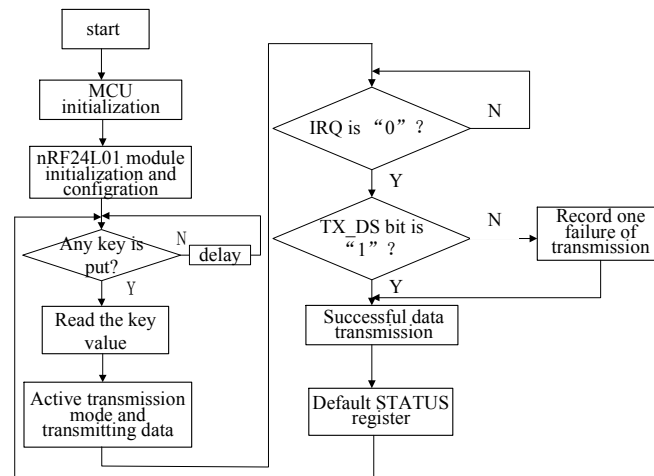 start
MCU
initialization
nRF24L01 module
initialization and
configration
Any key is
put?
N
delay
Y
Read the key
value
Active transmission
mode and
transmitting data
IRQ is “0” ?
N
Y
TX_DS bit is
“1” ?
N
Record one
failure of
transmission
Y
Successful data
transmission
Default STATUS
register